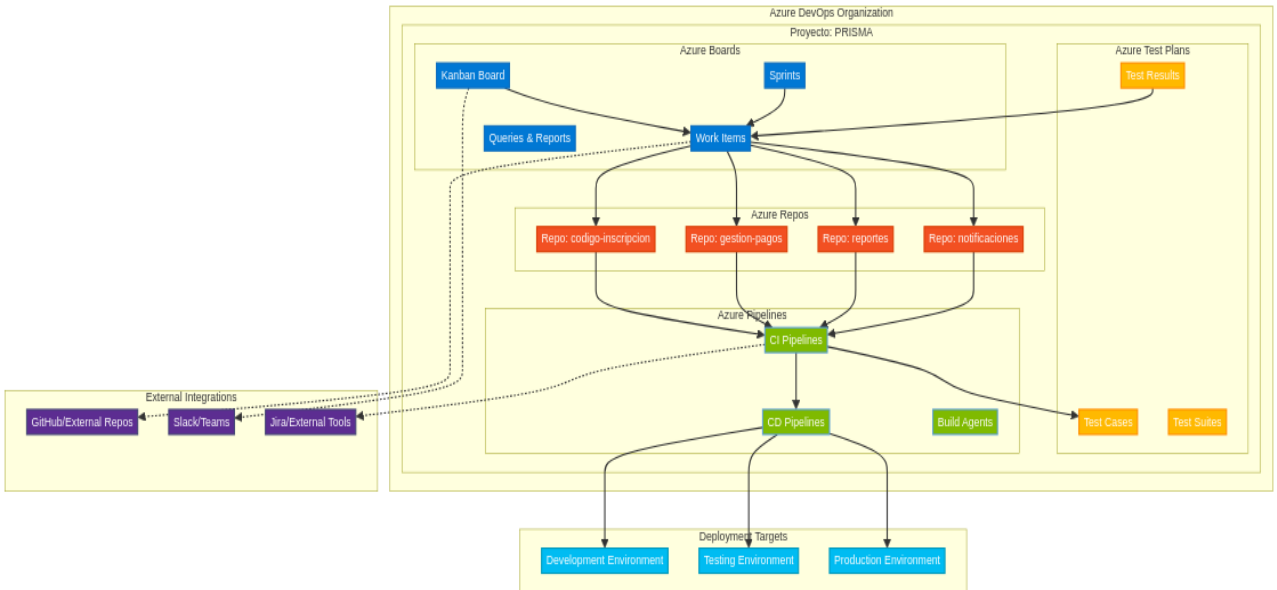 Azure DevOps Organization
Proyecto: PRISMA
Azure Boards
Azure Test Plans
Kanban Board
Sprints
Test Results
Queries & Reports
Work Items
Azure Repos
Repo: codigo-inscripcion
Repo: gestion-pagos
Repo: reportes
Repo: notificaciones
Azure Pipelines
CI Pipelines
External Integrations
GitHub/External Repos
Slack/Teams
Jira/External Tools
CD Pipelines
Build Agents
Test Cases
Test Suites
Deployment Targets
Development Environment
Testing Environment
Production Environment